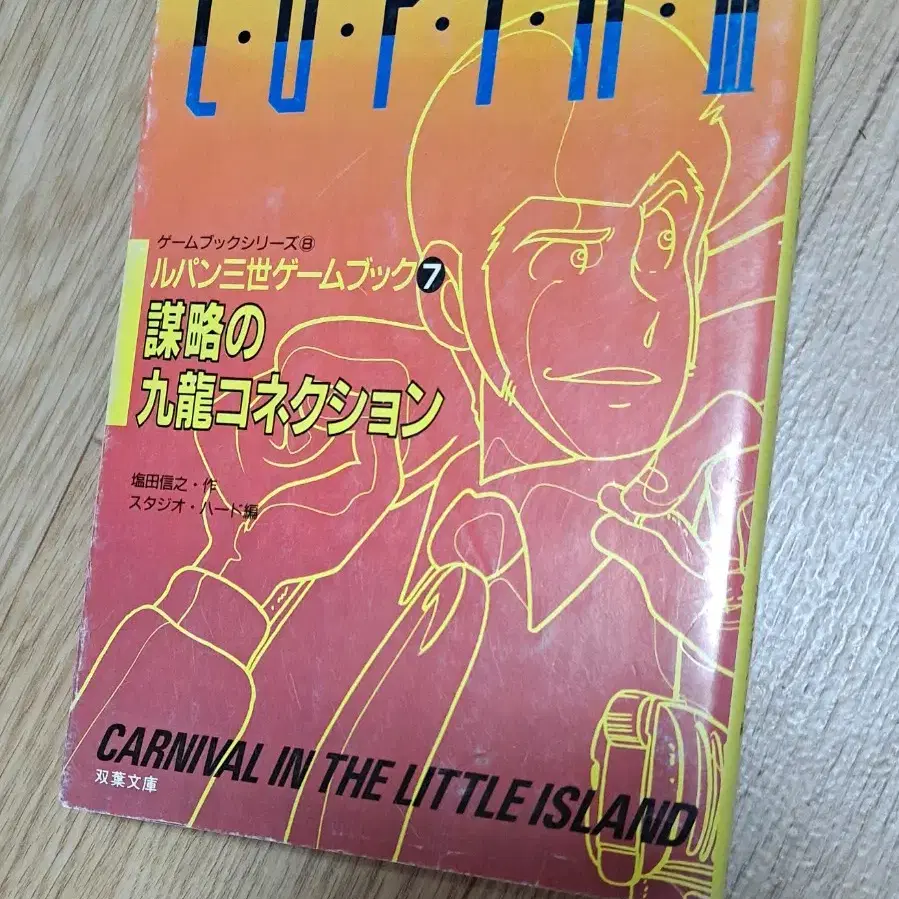 L·U·P·I·N·III
ゲームブックシリーズ⑧
ルパン三世ゲームブック❼
謀略の
九龍コネクション
塩田信之・作
スタジオ・ハード編
CARNIVAL IN THE LITTLE ISLAND
双葉文庫